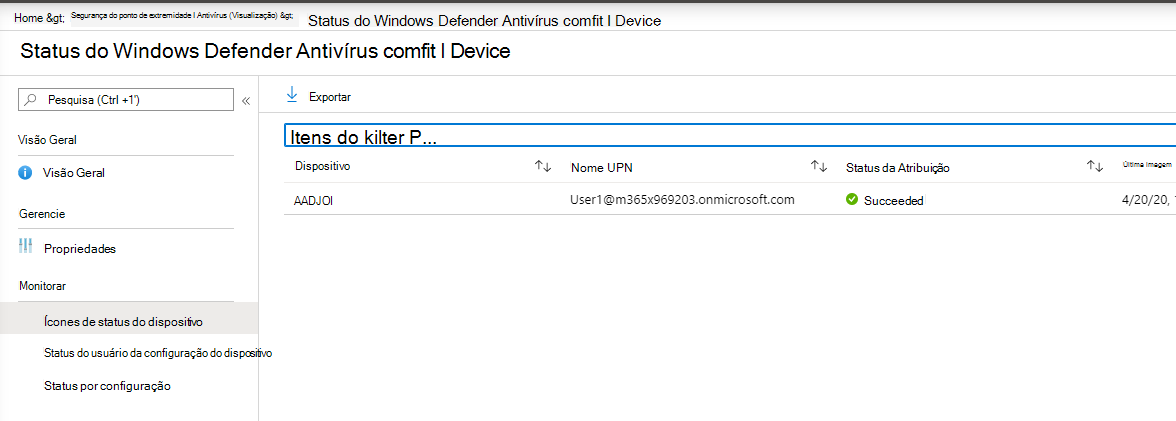 Home &gt; Segurança do ponto de extremidade I Antivírus (Visualização) &gt; Status do Windows Defender Antivírus comfit I Device
Status do Windows Defender Antivírus comfit I Device
Pesquisa (Ctrl +1')
«
Exportar
Visão Geral
Itens do kilter P...
Visão Geral
Dispositivo
Nome UPN
Status da Atribuição
Última Imagem
AADJOI
User1@m365x969203.onmicrosoft.com
Succeeded
4/20/20,
Gerencie
Propriedades
Monitorar
Ícones de status do dispositivo
Status do usuário da configuração do dispositivo
Status por configuração